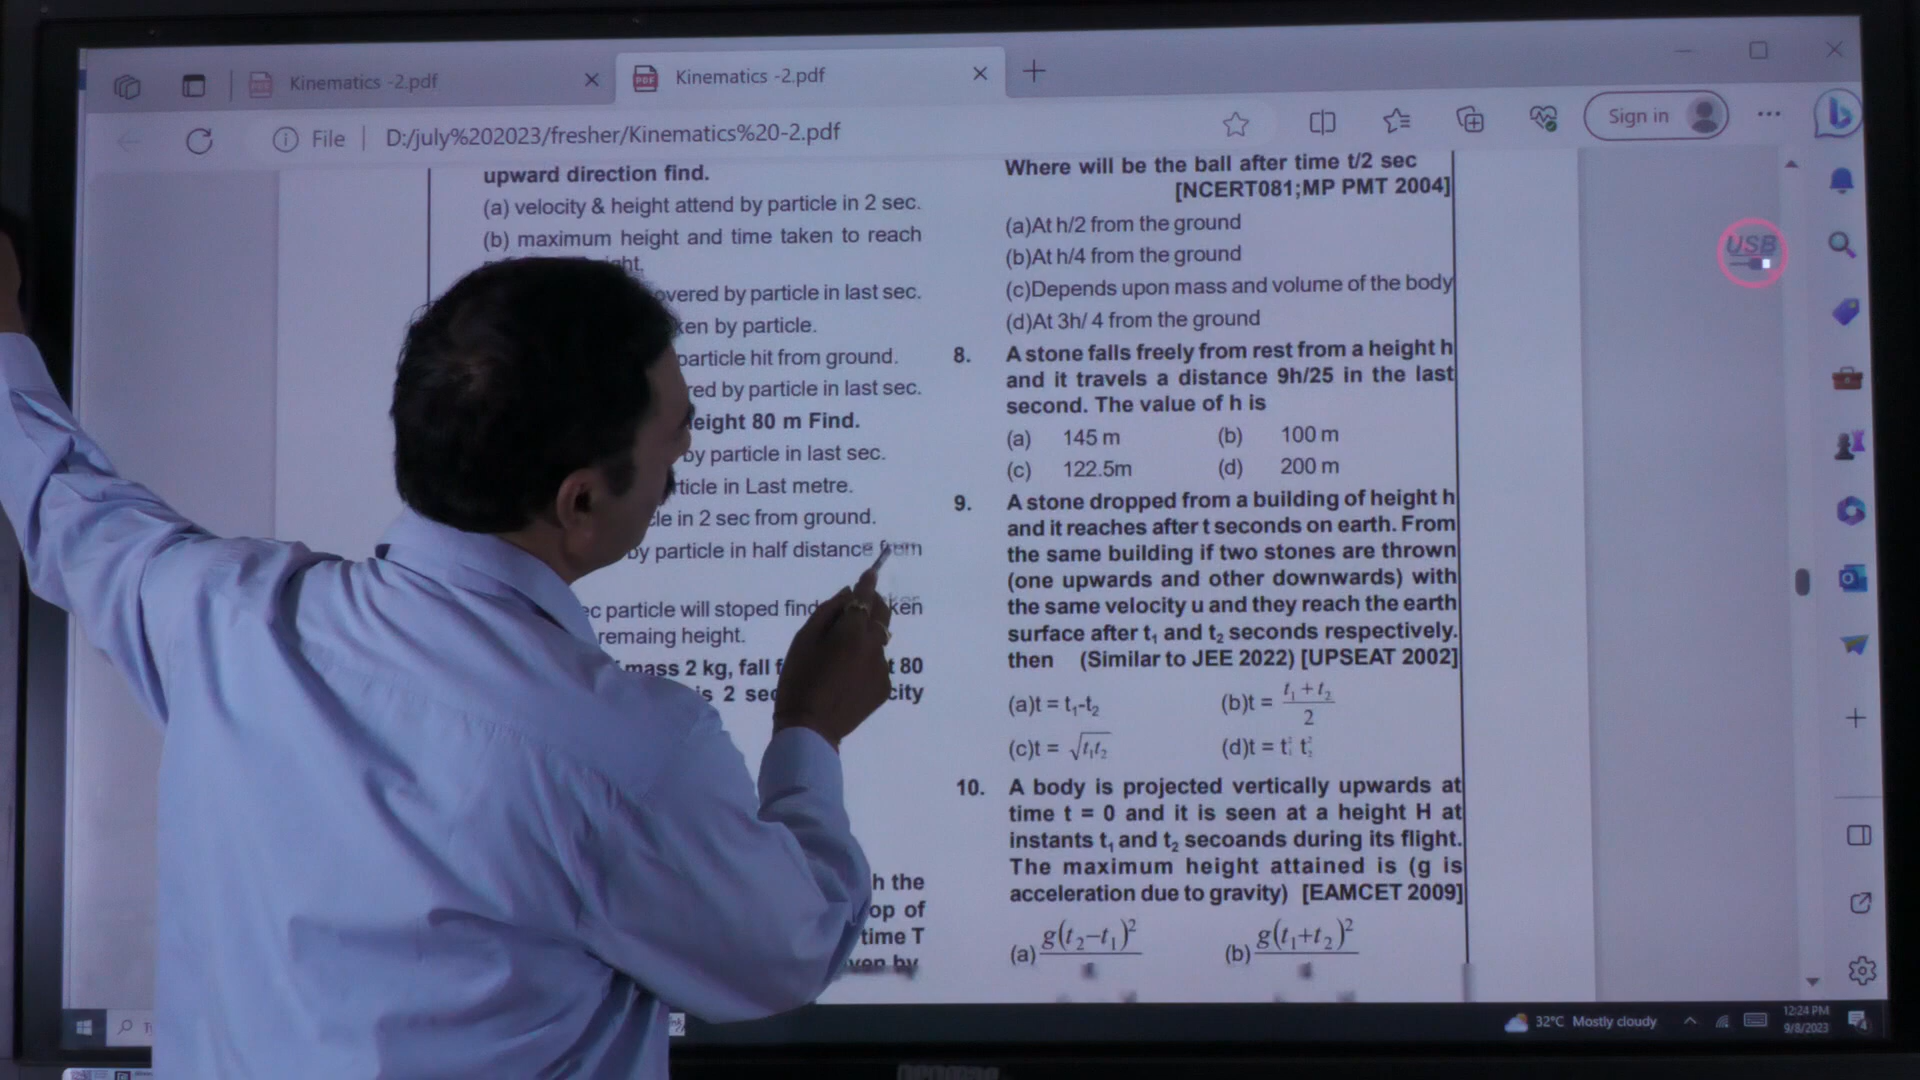 Kinematics -2.pdf
Kinematics -2.pdf
File
D:/july%202023/fresher/Kinematics%20-2.pdf
Sign in
upward direction find.
(a) velocity & height attend by particle in 2 sec.
(b) maximum height and time taken to reach
by particle in last sec.
by particle.
particle hit from ground.
by particle in last sec.
80 m Find.
by particle in last sec.
in Last metre.
in 2 sec from ground.
by particle in half distance from
particle will stoped find
remaing height.
mass 2 kg, fall 80
is 2
the
of
time T
by
Where will be the ball after time t/2 sec
[NCERT081;MP PMT 2004]
(a)At h/2 from the ground
(b)At h/4 from the ground
(c)Depends upon mass and volume of the body
(d)At 3h/ 4 from the ground
8. A stone falls freely from rest from a height h
and it travels a distance 9h/25 in the last
second. The value of h is
(a) 145 m (b) 100 m
(c) 122.5m (d) 200 m
9. A stone dropped from a building of height h
and it reaches after t seconds on earth. From
the same building if two stones are thrown
(one upwards and other downwards) with
the same velocity u and they reach the earth
surface after t₁ and t₂ seconds respectively.
then (Similar to JEE 2022) [UPSEAT 2002]
(a)t = t₁-t₂ (b)t = (t₁ + t₂)/2
(c)t = √t₁t₂ (d)t = t₁² t₂²
10. A body is projected vertically upwards at
time t = 0 and it is seen at a height H at
instants t₁ and t₂ secoands during its flight.
The maximum height attained is (g is
acceleration due to gravity) [EAMCET 2009]
(a) g(t₂−t₁)² (b) g(t₁+t₂)²
USB
32°C Mostly cloudy
12:24 PM
9/8/2023